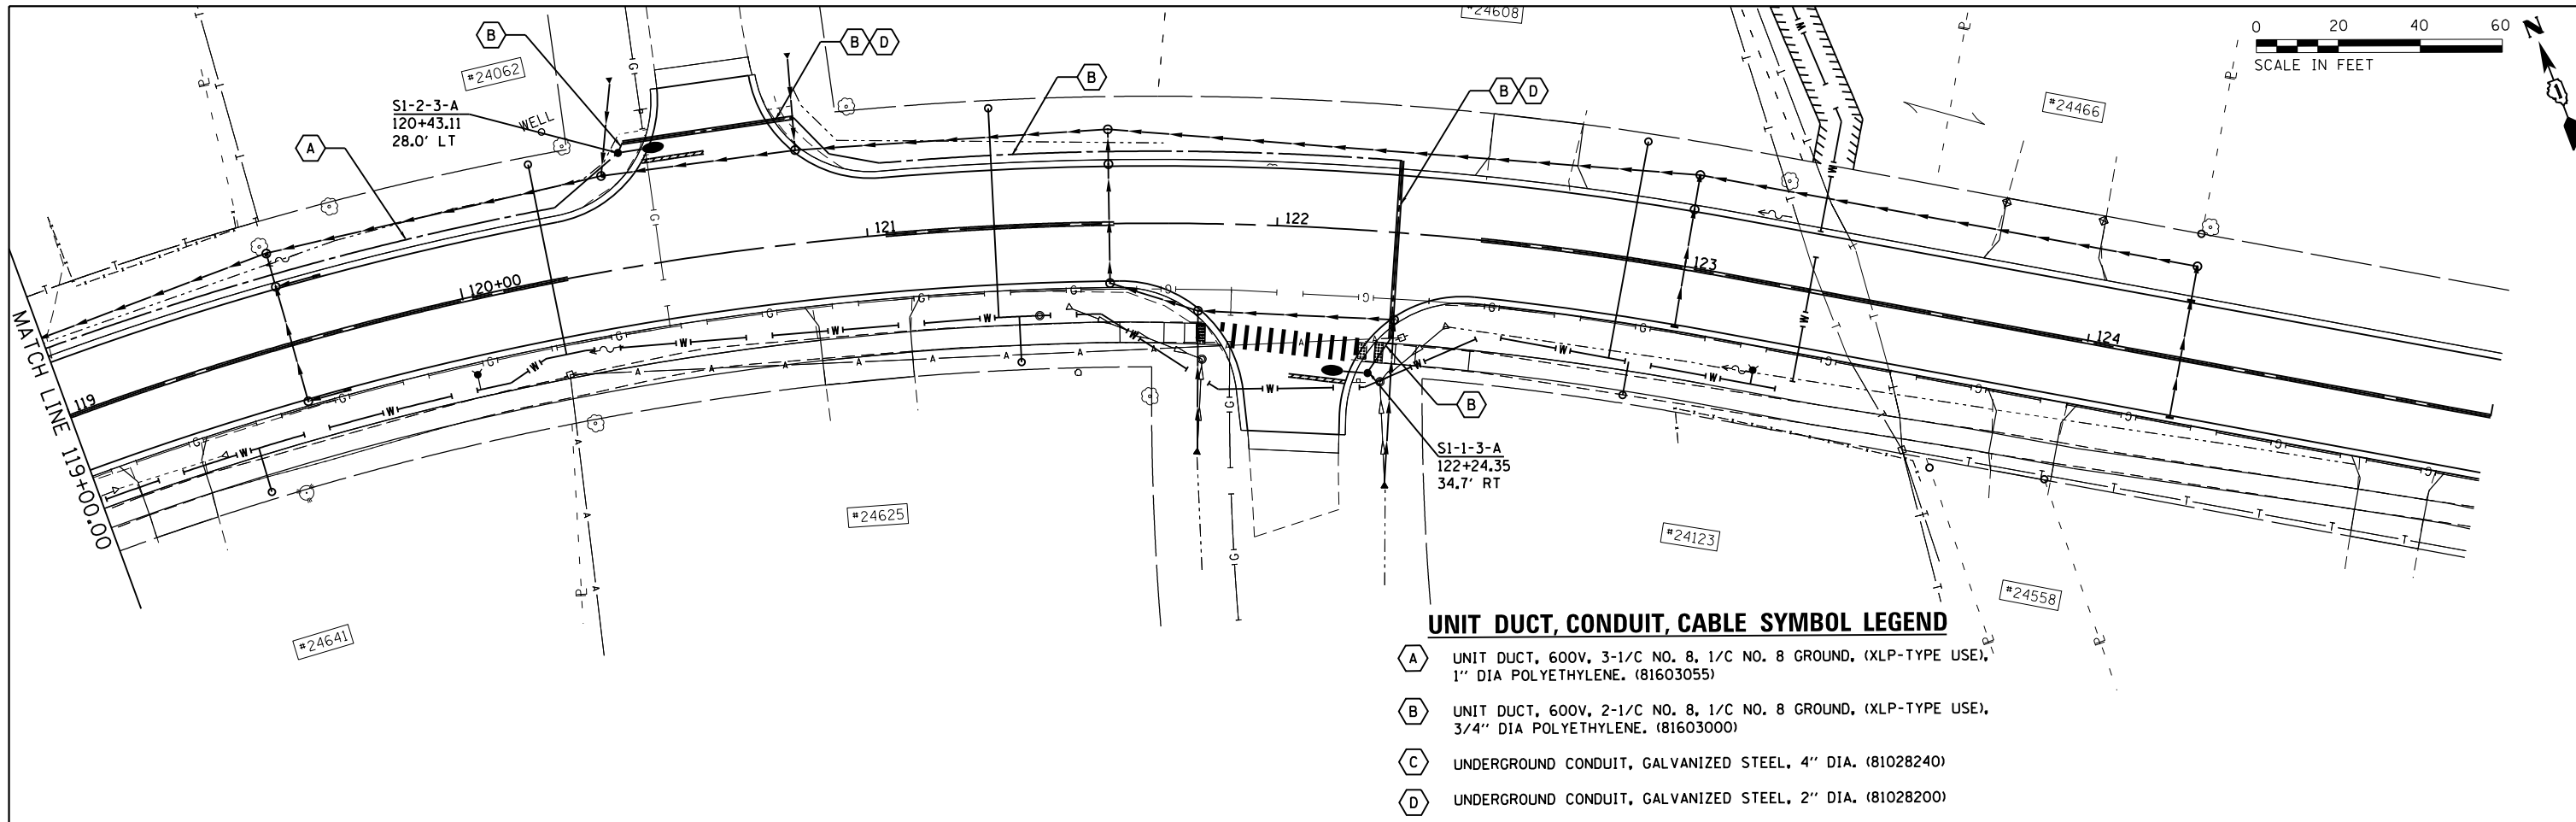 #24608
0 20 40 60
SCALE IN FEET
N
B
B D
#24062
B
B D
#24466
S1-2-3-A
120+43.11
28.0' LT
WELL
A
122
121
123
120+00
124
119
MATCH LINE 119+00.00
B
S1-1-3-A
122+24.35
34.7' RT
#24625
#24123
#24558
#24641
UNIT DUCT, CONDUIT, CABLE SYMBOL LEGEND
A UNIT DUCT, 600V, 3-1/C NO. 8, 1/C NO. 8 GROUND, (XLP-TYPE USE),
1" DIA POLYETHYLENE. (81603055)
B UNIT DUCT, 600V, 2-1/C NO. 8, 1/C NO. 8 GROUND, (XLP-TYPE USE),
3/4" DIA POLYETHYLENE. (81603000)
C UNDERGROUND CONDUIT, GALVANIZED STEEL, 4" DIA. (81028240)
D UNDERGROUND CONDUIT, GALVANIZED STEEL, 2" DIA. (81028200)